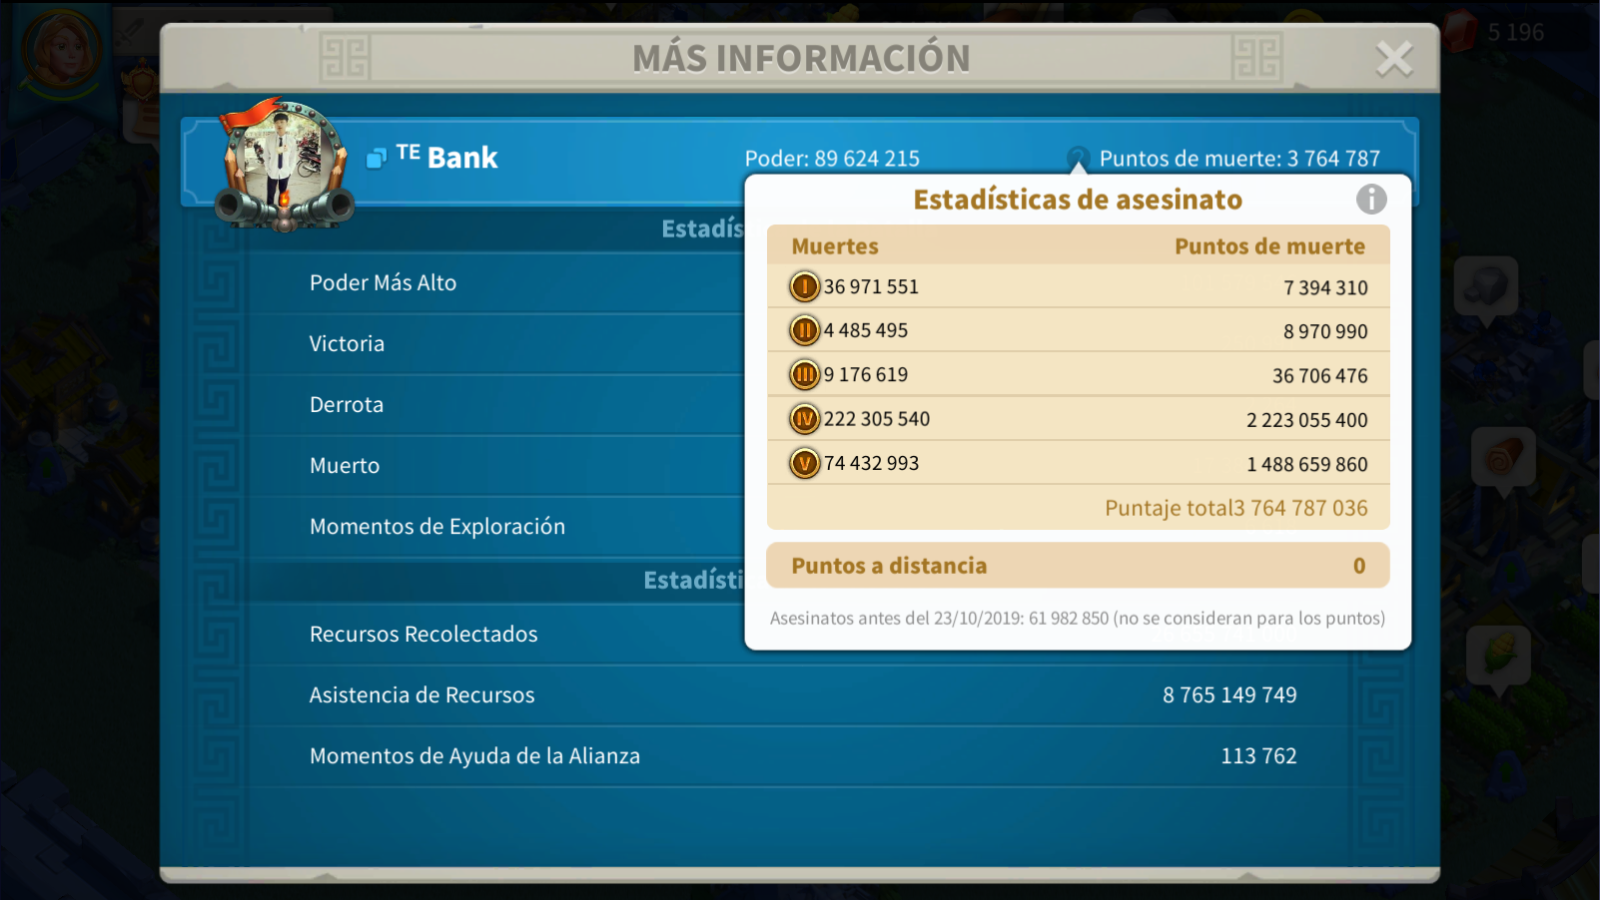 5 196
MÁS INFORMACIÓN
TE Bank
Poder: 89 624 215
Puntos de muerte: 3 764 787
Estadísticas de asesinato
Estadís
Muertes Puntos de muerte
Poder Más Alto
I 36 971 551 7 394 310
Victoria
II 4 485 495 8 970 990
III 9 176 619 36 706 476
Derrota
IV 222 305 540 2 223 055 400
Muerto
V 74 432 993 1 488 659 860
Puntaje total3 764 787 036
Momentos de Exploración
Puntos a distancia 0
Estadísti
Asesinatos antes del 23/10/2019: 61 982 850 (no se consideran para los puntos)
Recursos Recolectados
Asistencia de Recursos 8 765 149 749
Momentos de Ayuda de la Alianza 113 762